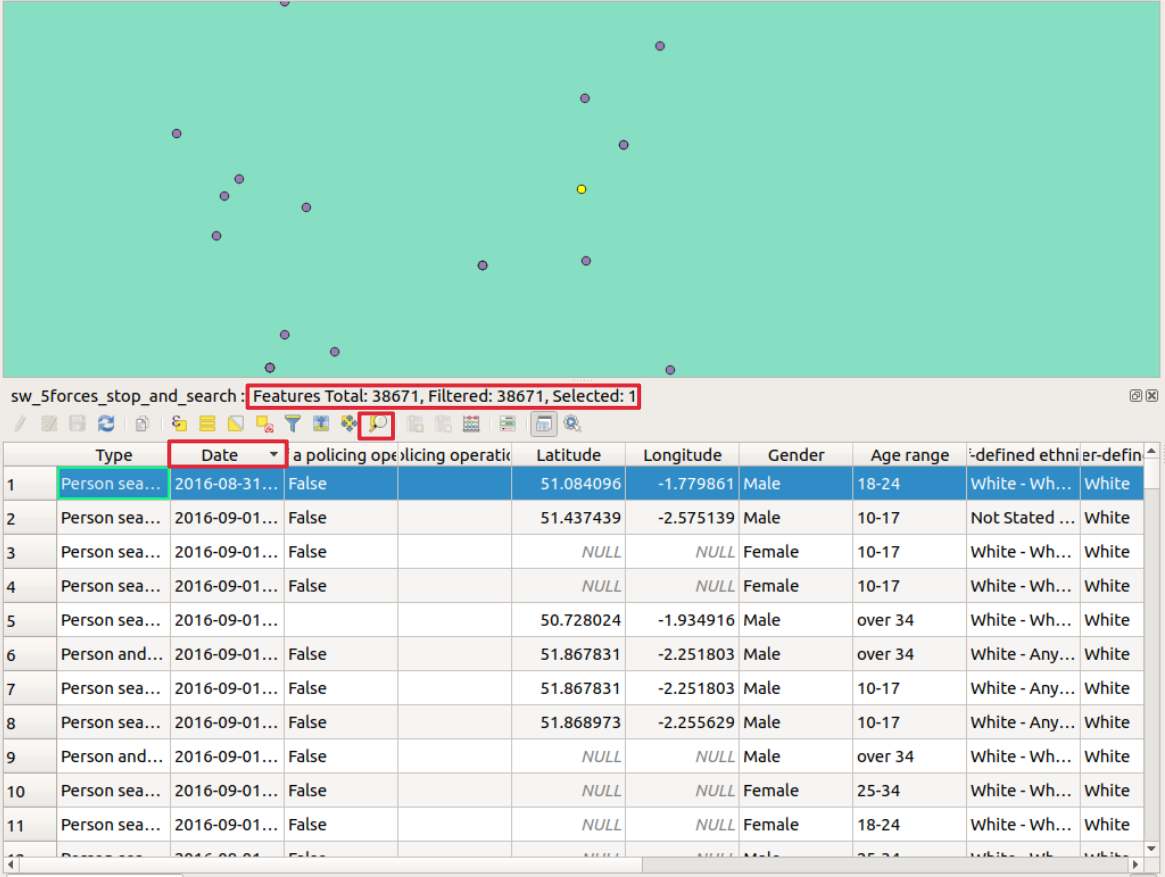 sw_5forces_stop_and_search : Features Total: 38671, Filtered: 38671, Selected: 1
Type Date a policing ope olicing operatio Latitude Longitude Gender Age range -defined ethni er-defin
1 Person sea... 2016-08-31... False 51.084096 -1.779861 Male 18-24 White - Wh... White
2 Person sea... 2016-09-01... False 51.437439 -2.575139 Male 10-17 Not Stated ... White
3 Person sea... 2016-09-01... False NULL NULL Female 10-17 White - Wh... White
4 Person sea... 2016-09-01... False NULL NULL Female 10-17 White - Wh... White
5 Person sea... 2016-09-01... 50.728024 -1.934916 Male over 34 White - Wh... White
6 Person and... 2016-09-01... False 51.867831 -2.251803 Male over 34 White - Any... White
7 Person sea... 2016-09-01... False 51.867831 -2.251803 Male 10-17 White - Any... White
8 Person sea... 2016-09-01... False 51.868973 -2.255629 Male 10-17 White - Any... White
9 Person and... 2016-09-01... False NULL NULL Male over 34 White - Wh... White
10 Person sea... 2016-09-01... False NULL NULL Female 25-34 White - Wh... White
11 Person sea... 2016-09-01... False NULL NULL Female 18-24 White - Wh... White